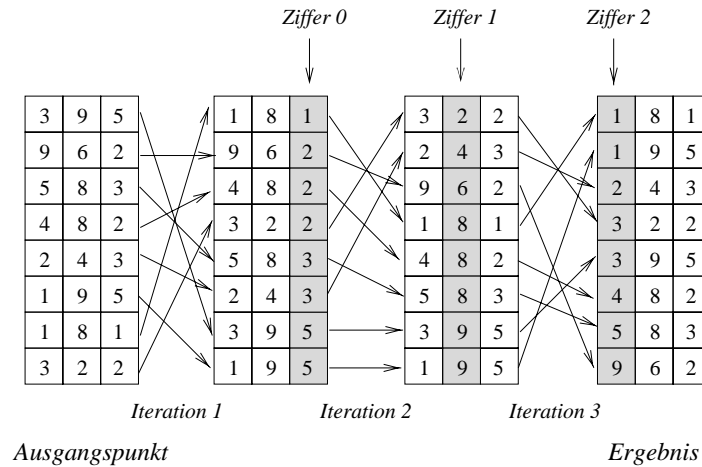 Ziffer 0 Ziffer 1 Ziffer 2
3 9 5 1 8 1 3 2 2 1 8 1
9 6 2 9 6 2 2 4 3 1 9 5
5 8 3 4 8 2 9 6 2 2 4 3
4 8 2 3 2 2 1 8 1 3 2 2
2 4 3 5 8 3 4 8 2 3 9 5
1 9 5 2 4 3 5 8 3 4 8 2
1 8 1 3 9 5 3 9 5 5 8 3
3 2 2 1 9 5 1 9 5 9 6 2
Iteration 1 Iteration 2 Iteration 3
Ausgangspunkt Ergebnis